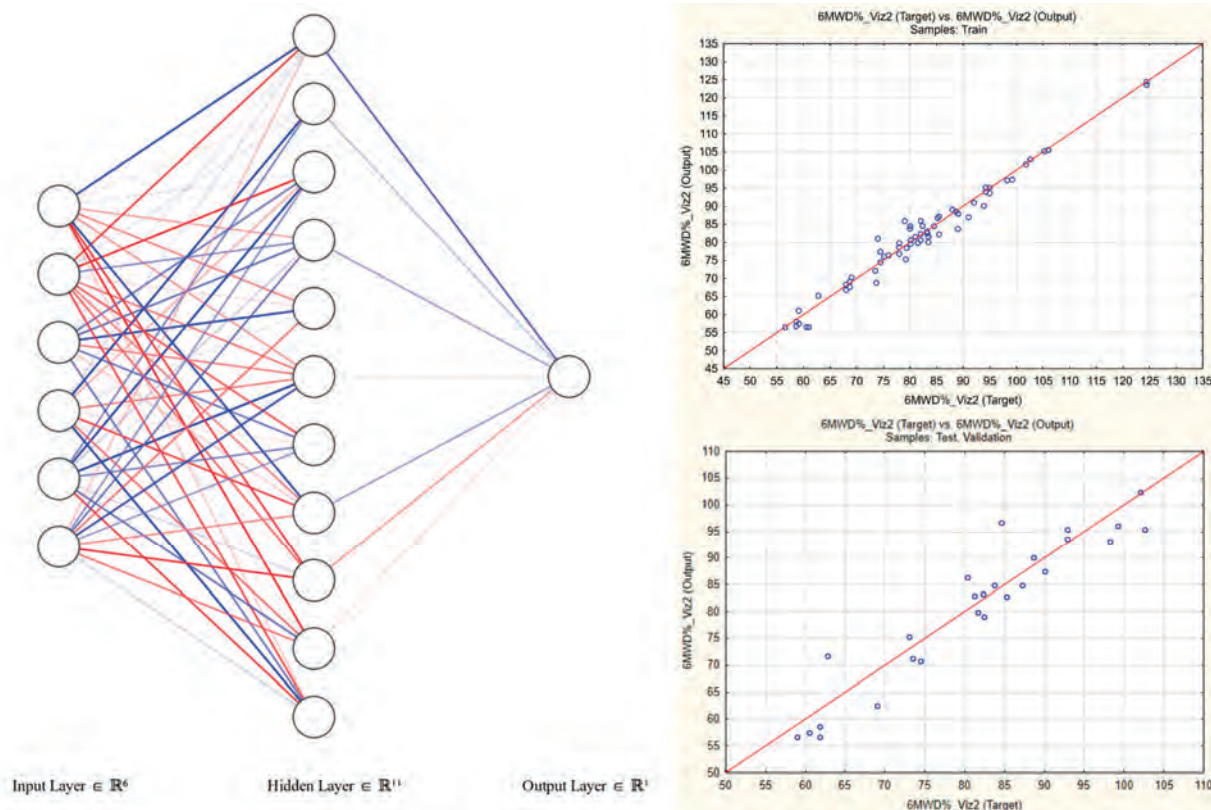 6MWD%_Viz2 (Target) vs. 6MWD%_Viz2 (Output)
Samples: Train
135
130
125
120
115
110
105
100
95
90
85
80
75
70
65
60
55
50
45
6MWD%_Viz2 (Output)
45 50 55 60 65 70 75 80 85 90 95 100 105 110 115 120 125 130 135
6MWD%_Viz2 (Target)
6MWD%_Viz2 (Target) vs. 6MWD%_Viz2 (Output)
Samples: Test, Validation
110
105
100
95
90
85
80
75
70
65
60
55
50
6MWD%_Viz2 (Output)
50 55 60 65 70 75 80 85 90 95 100 105 110
6MWD%_Viz2 (Target)
Input Layer ∈ ℝ⁶ Hidden Layer ∈ ℝ¹¹ Output Layer ∈ ℝ¹